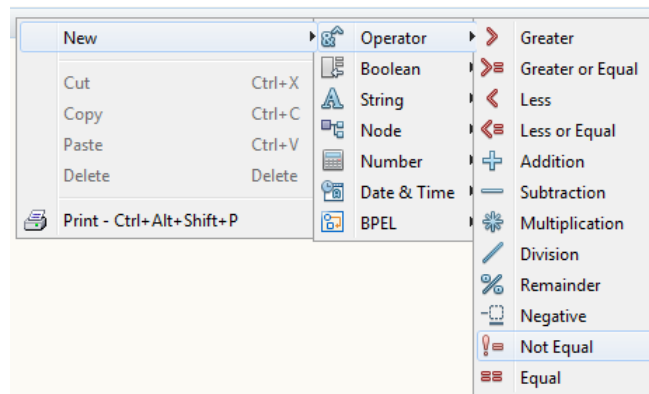 New
Cut Ctrl+X
Copy Ctrl+C
Paste Ctrl+V
Delete Delete
Print - Ctrl+Alt+Shift+P
Operator
Boolean
String
Node
Number
Date & Time
BPEL
Greater
Greater or Equal
Less
Less or Equal
Addition
Subtraction
Multiplication
Division
Remainder
Negative
Not Equal
Equal